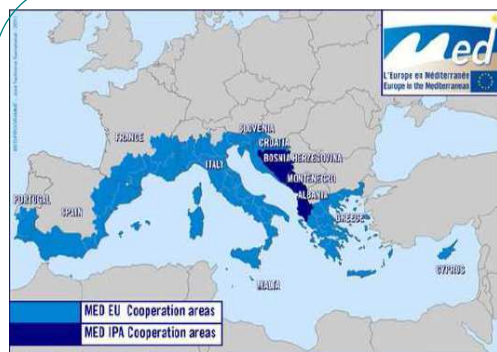 Med
L'Europe en Méditerranée
Europe in the Mediterranean
SLOVENIA
CROATIA
FRANCE
BOSNIA HERZEGOVINA
ITALY
MONTENEGRO
ALBANIA
PORTUGAL
SPAIN
GREECE
CYPRUS
MALTA
MED EU Cooperation areas
MED IPA Cooperation areas